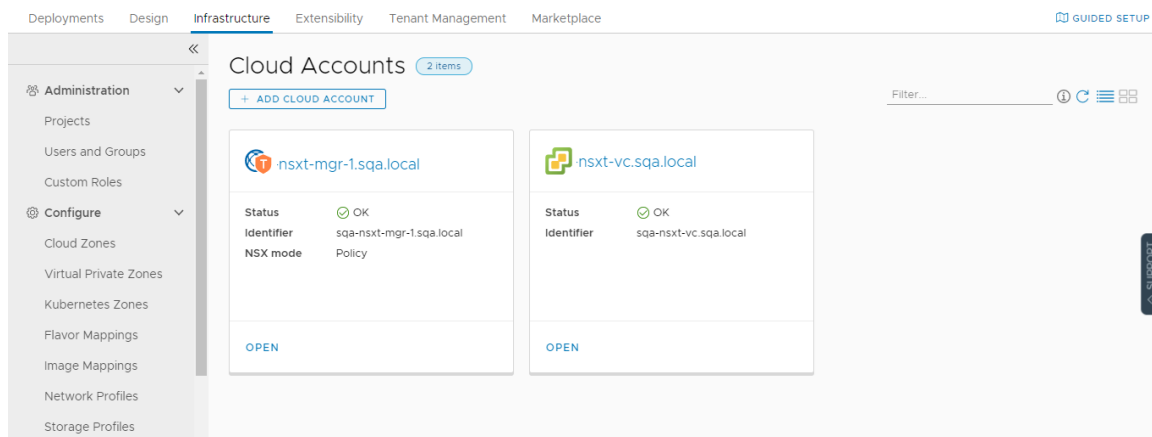 Deployments Design Infrastructure Extensibility Tenant Management Marketplace GUIDED SETUP
Administration
Projects
Users and Groups
Custom Roles
Configure
Cloud Zones
Virtual Private Zones
Kubernetes Zones
Flavor Mappings
Image Mappings
Network Profiles
Storage Profiles
Cloud Accounts 2 items
+ ADD CLOUD ACCOUNT
Filter...
T
nsxt-mgr-1.sqa.local
Status OK
Identifier sqa-nsxt-mgr-1.sqa.local
NSX mode Policy
OPEN
nsxt-vc.sqa.local
Status OK
Identifier sqa-nsxt-vc.sqa.local
OPEN
SUPPORT